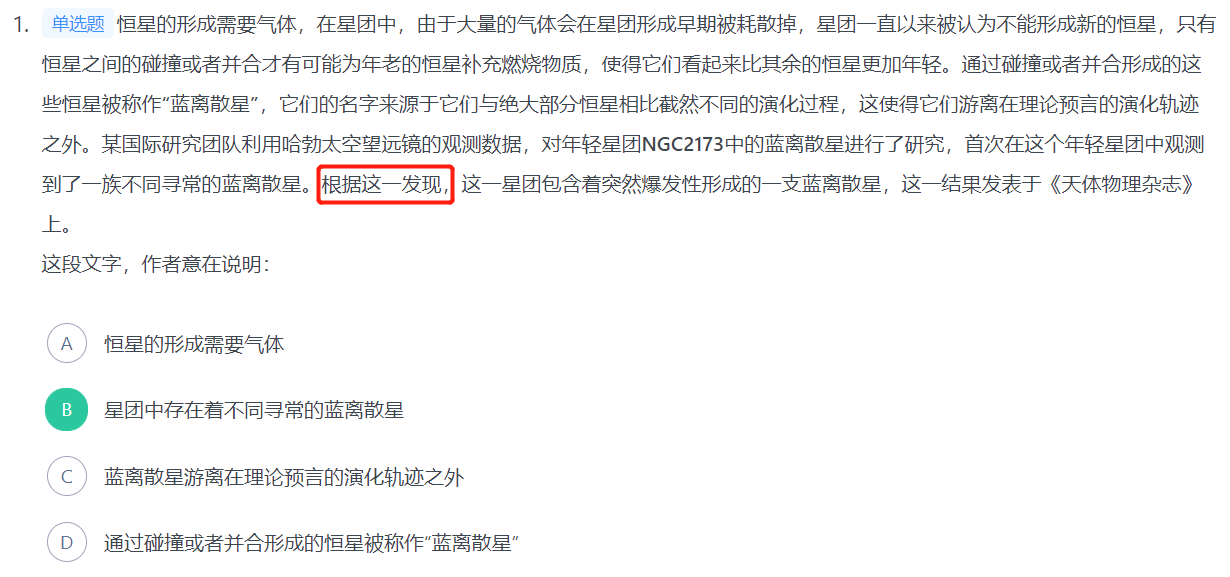 1. 单选题 恒星的形成需要气体，在星团中，由于大量的气体会在星团形成早期被耗散掉，星团一直以来被认为不能形成新的恒星，只有
恒星之间的碰撞或者并合才有可能为年老的恒星补充燃烧物质，使得它们看起来比其余的恒星更加年轻。通过碰撞或者并合形成的这
些恒星被称作“蓝离散星”，它们的名字来源于它们与绝大部分恒星相比截然不同的演化过程，这使得它们游离在理论预言的演化轨迹
之外。某国际研究团队利用哈勃太空望远镜的观测数据，对年轻星团NGC2173中的蓝离散星进行了研究，首次在这个年轻星团中观测
到了一族不同寻常的蓝离散星。根据这一发现，这一星团包含着突然爆发性形成的一支蓝离散星，这一结果发表于《天体物理杂志》
上。
这段文字，作者意在说明：
A 恒星的形成需要气体
B 星团中存在着不同寻常的蓝离散星
C 蓝离散星游离在理论预言的演化轨迹之外
D 通过碰撞或者并合形成的恒星被称作“蓝离散星”